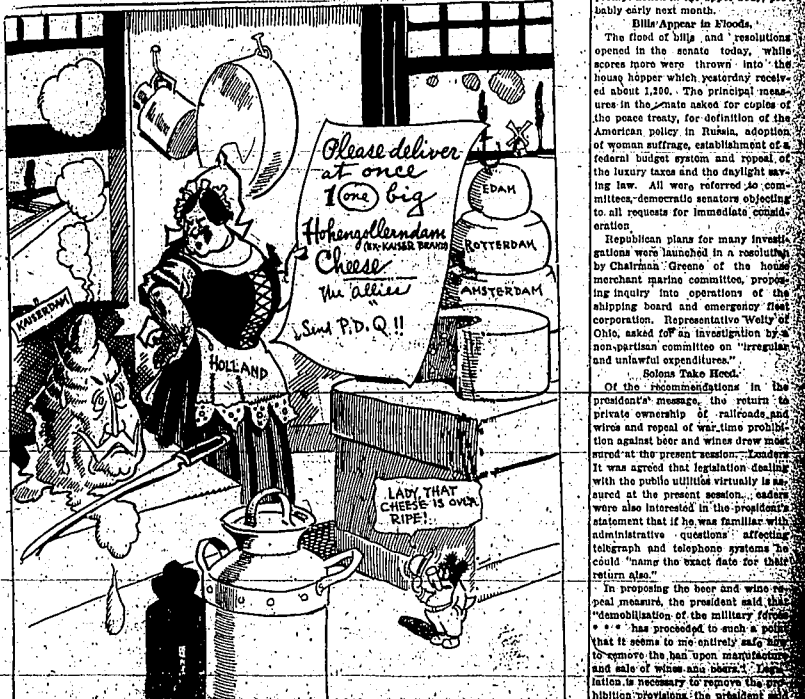 Please deliver
at once
1 (one) big
Hohenzollerndam
(EX-KAISER BRAND)
Cheese
The "allies"
Send P.D.Q!!
EDAM
ROTTERDAM
AMSTERDAM
KAISERDAM
HOLLAND
LADY, THAT
CHEESE IS OVER
RIPE!
bably early next month.
Bills Appear in Floods.
The flood of bills and resolutions
opened in the senate today, while
scores more were thrown into the
house hopper which yesterday receiv-
ed about 1,200. The principal meas-
ures in the senate asked for copies of
the peace treaty, for definition of the
American policy in Russia, adoption
of woman suffrage, establishment of a
federal budget system and repeal of
the luxury taxes and the daylight sav-
ing law. All were referred to com-
mittees, democratic senators objecting
to all requests for immediate consid-
eration.
Republican plans for many investi-
gations were launched in a resolution
by Chairman Greene of the house
merchant marine committee, propos-
ing inquiry into operations of the
shipping board and emergency fleet
corporation. Representative Welty of
Ohio, asked for an investigation by a
non-partisan committee on "irregular
and unlawful expenditures."
Solons Take Heed.
Of the recommendations in the
president's message, the return to
private ownership of railroads and
wires and repeal of war time prohibi-
tion against beer and wines drew most
sured at the present session. Leaders
It was agreed that legislation dealing
with the public utilities virtually is as-
sured at the present session. eaders
were also interested in the president's
statement that if he was familiar with
administrative questions affecting
telegraph and telephone systems he
could "name the exact date for their
return also."
In proposing the beer and wine re-
peal measure, the president said that
"demobilization of the military forces
* * * has proceeded to such a point
that it seems to me entirely safe now
to remove the ban upon manufacture
and sale of wines and beers." Legis-
lation is necessary to remove the pro-
hibition provisions, the president said